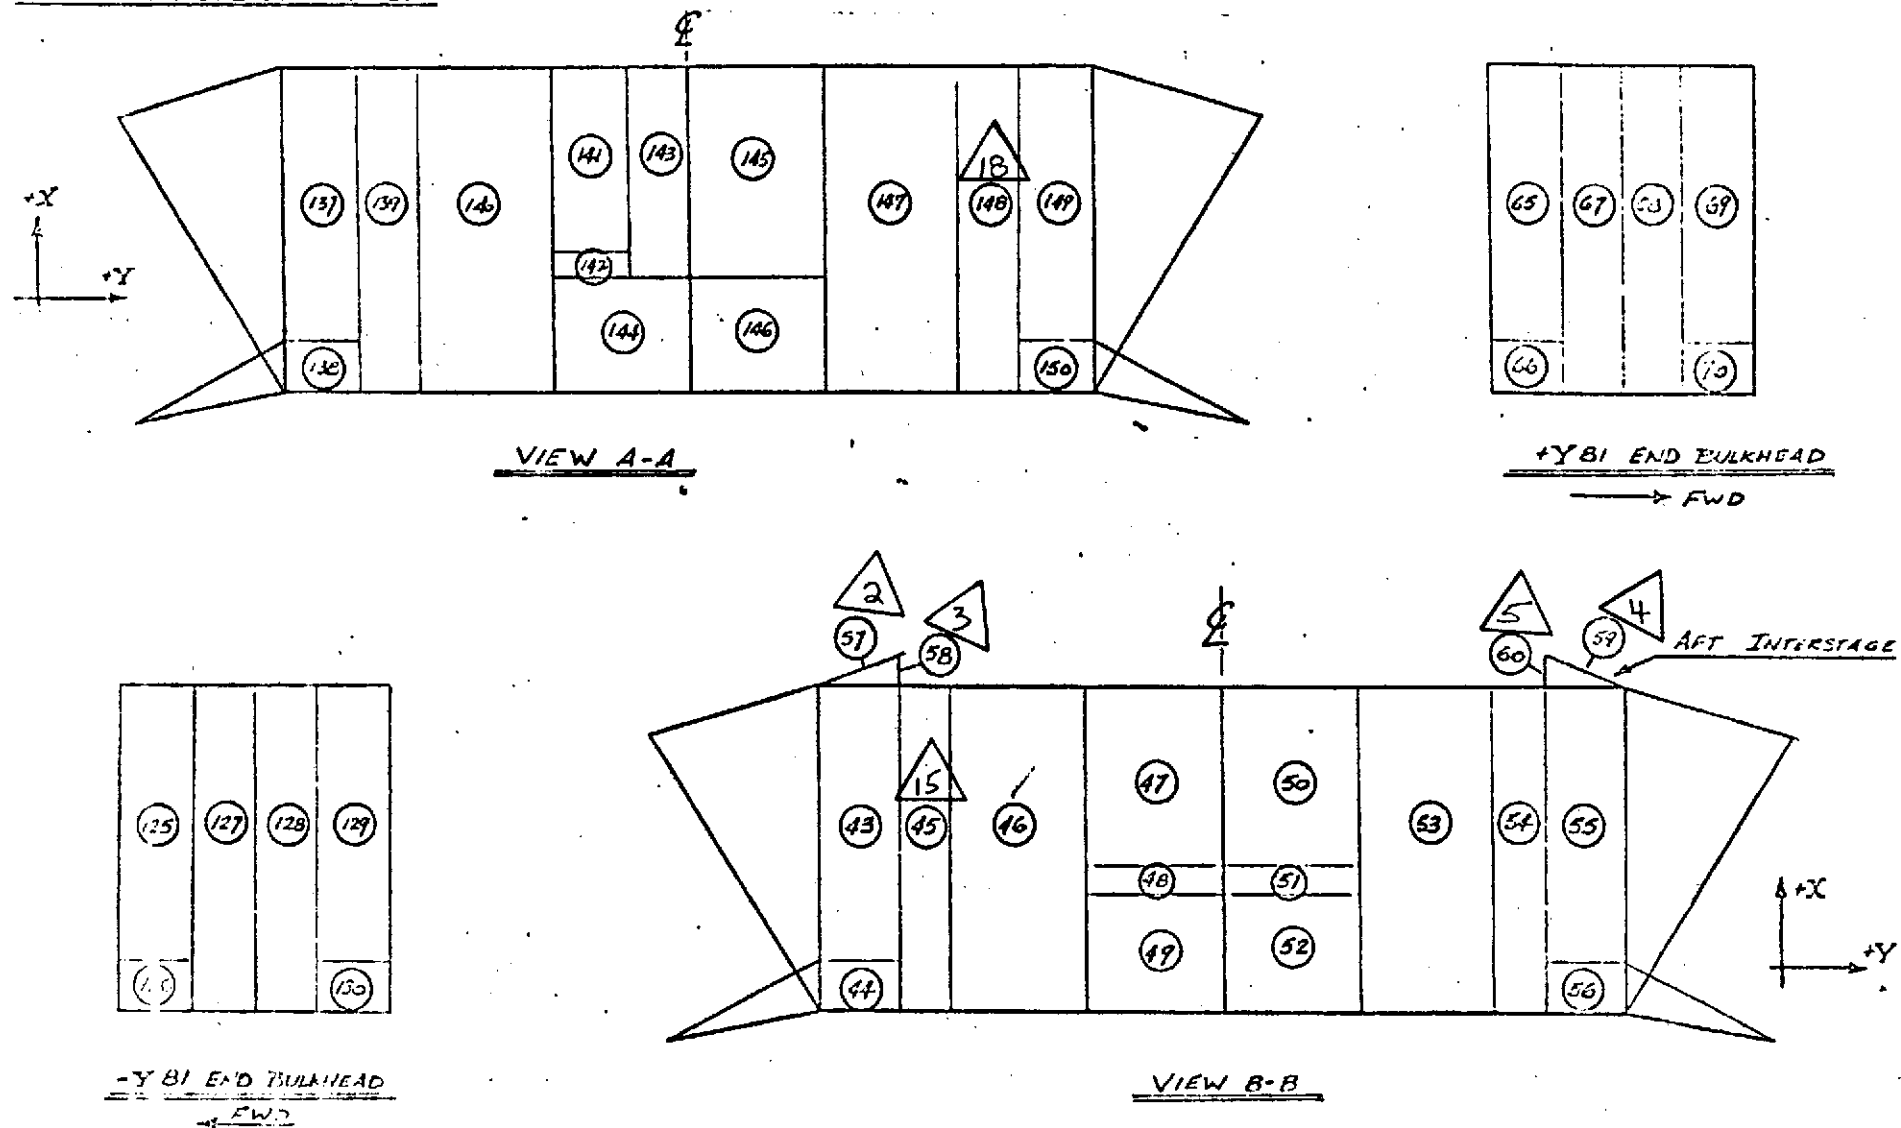 ℄
141 143 145
18
+X
137 139 140 147 148 149
65 67 68 69
142
+Y
144 146
138 150
66 70
VIEW A-A
+Y 81 END BULKHEAD
FWD
2 3 5 4
57 58 60 59
℄
AFT INTERSTAGE
47 50
15
125 127 128 129
43 45 46 53 54 55
48 51
+X
49 52
+Y
130
44 56
-Y 81 END BULKHEAD
FWD
VIEW B-B